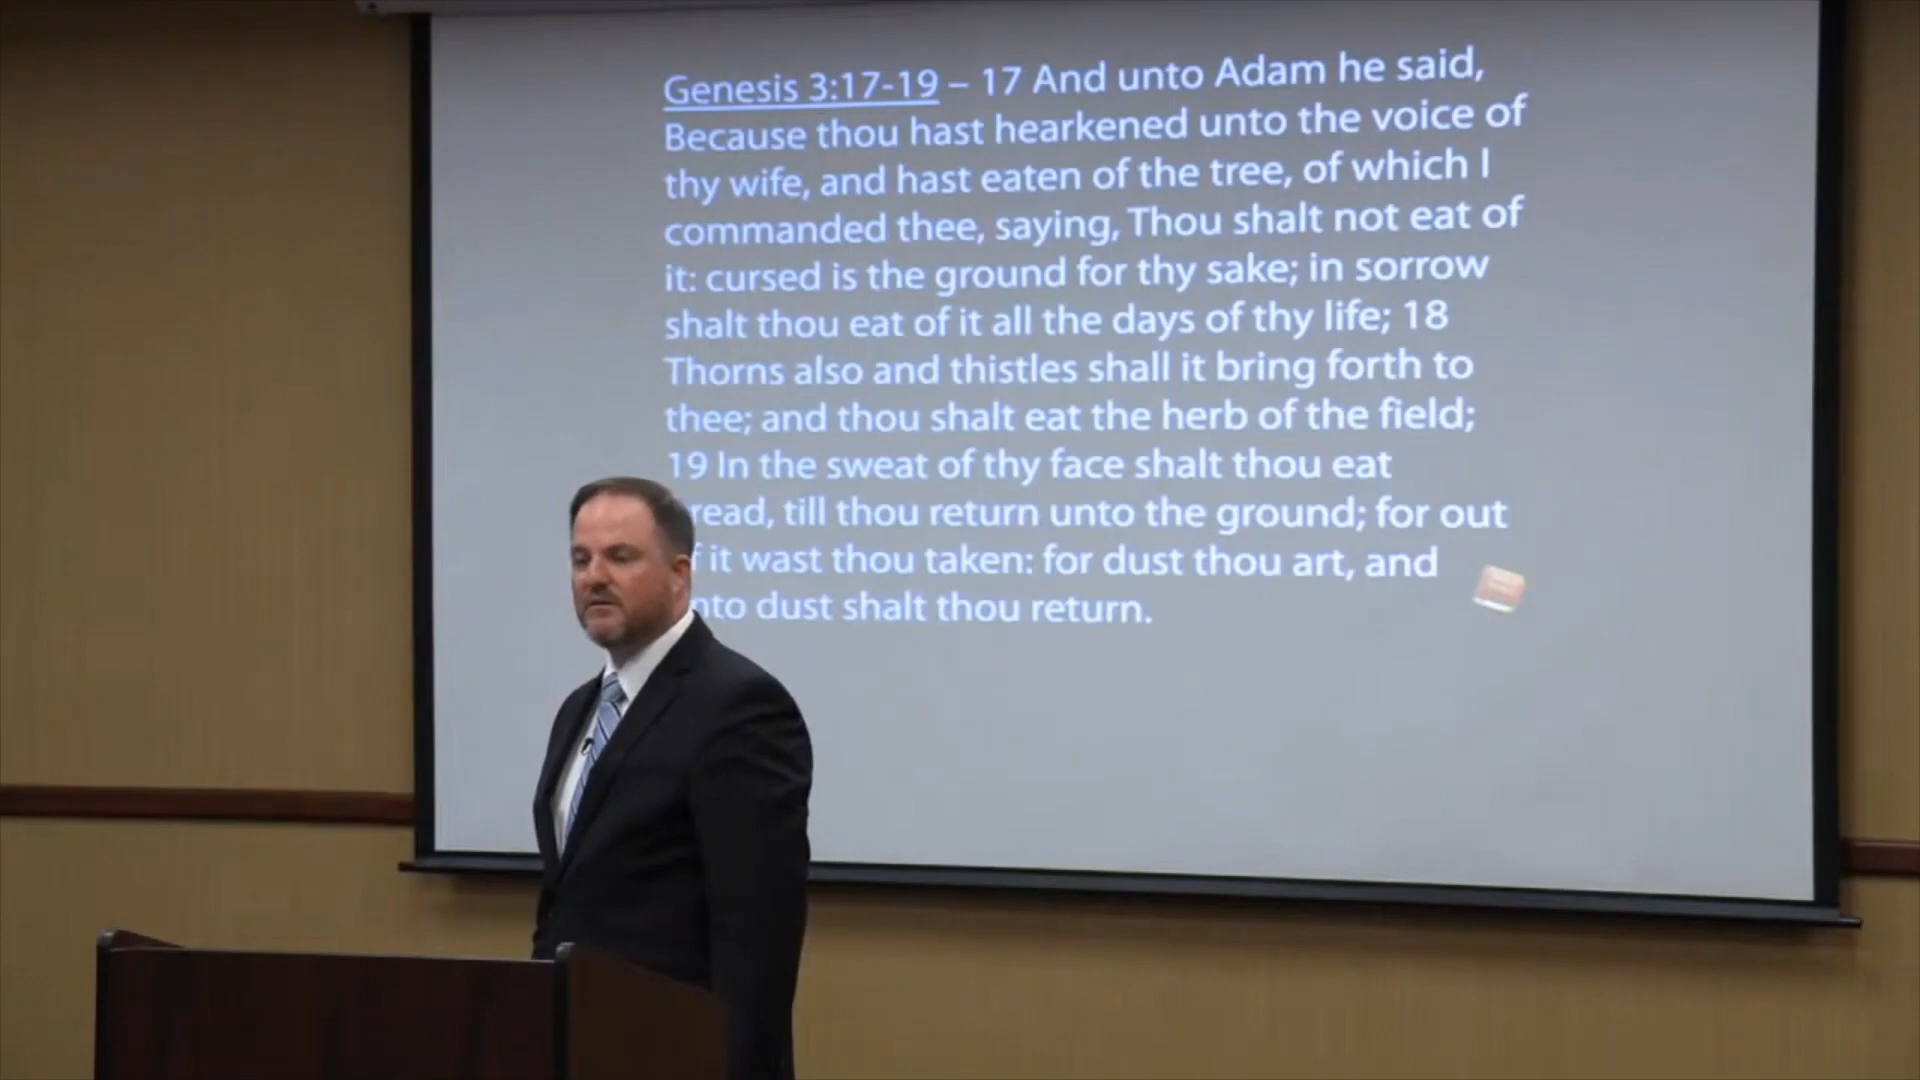 Genesis 3:17-19 – 17 And unto Adam he said,
Because thou hast hearkened unto the voice of
thy wife, and hast eaten of the tree, of which I
commanded thee, saying, Thou shalt not eat of
it: cursed is the ground for thy sake; in sorrow
shalt thou eat of it all the days of thy life; 18
Thorns also and thistles shall it bring forth to
thee; and thou shalt eat the herb of the field;
19 In the sweat of thy face shalt thou eat
read, till thou return unto the ground; for out
f it wast thou taken: for dust thou art, and
nto dust shalt thou return.